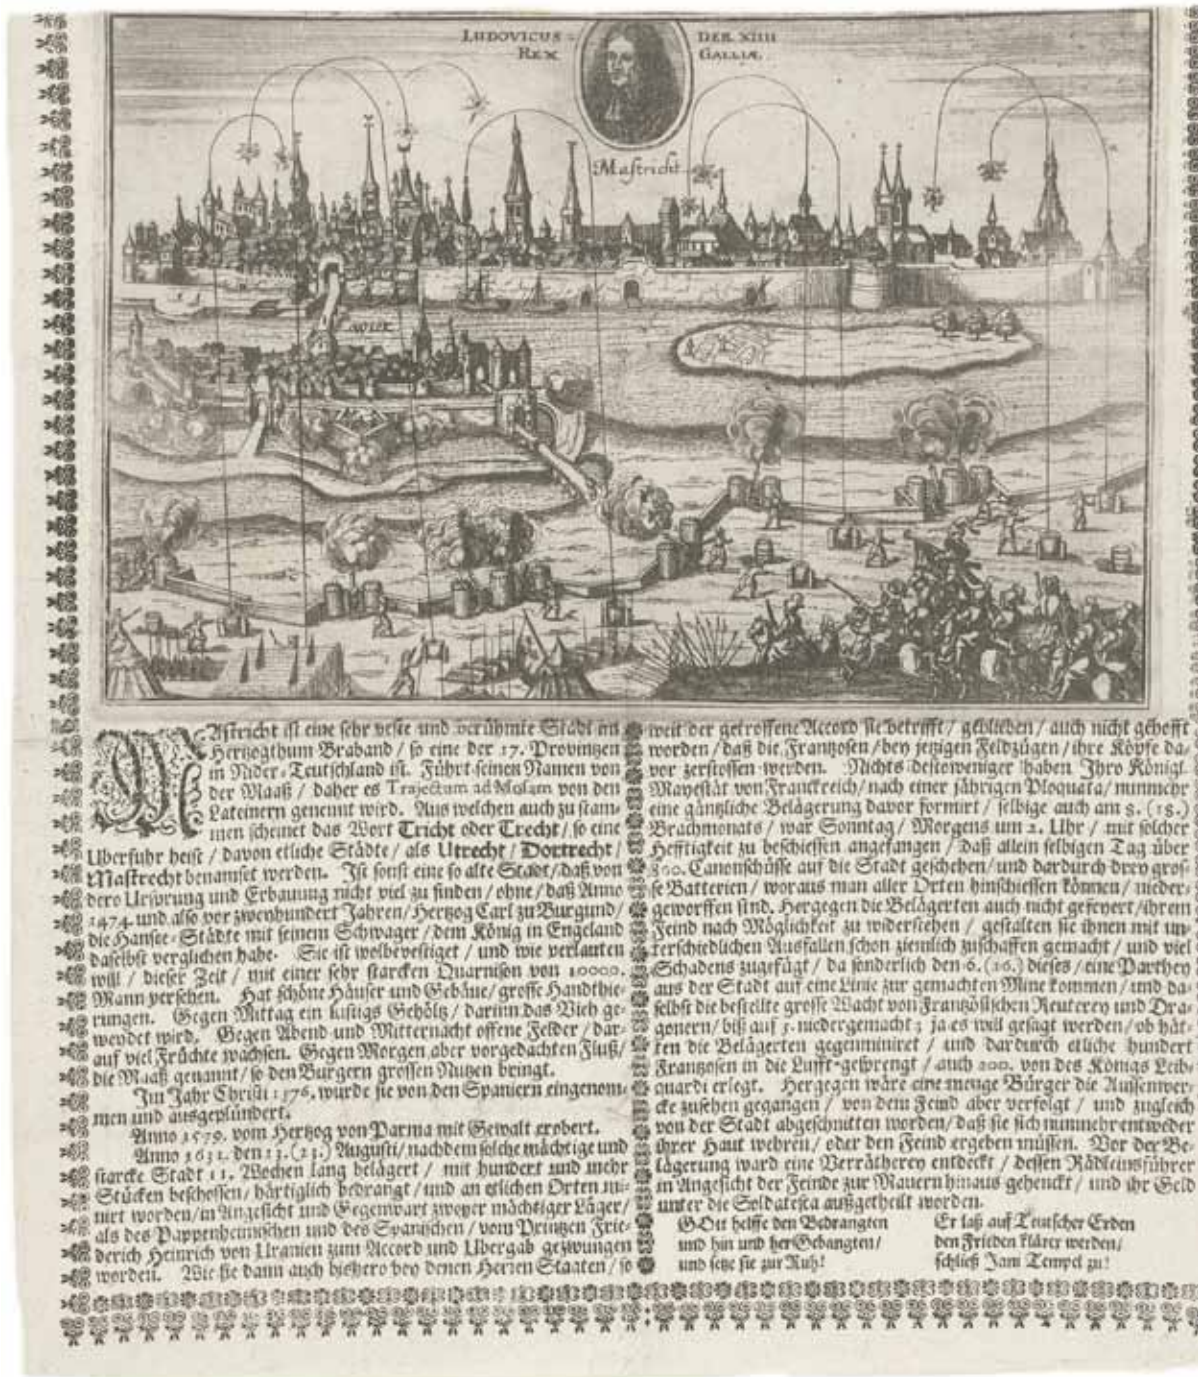 LUDOVICUS DER XIIII
REX GALLIÆ.
Mastricht
WIIK
MAstricht ist eine sehr veste und berühmte Stadt im
Hertzogthum Braband / so eine der 17. Provintzen
in Nider-Teutschland ist. Führt seinen Namen von
der Maaß / daher es Trajectum ad Mosam von den
Lateinern genennt wird. Aus welchen auch zu stam-
men scheinet das Wort Tricht oder Trecht / so eine
Uberfuhr heist / davon etliche Städte / als Utrecht / Dortrecht /
Mastrecht benamset werden. Ist sonst eine so alte Stadt / daß von
dero Ursprung und Erbauung nicht viel zu finden / ohne / daß Anno
1474. und also vor zweyhundert Jahren / Hertzog Carl zu Burgund /
die Hansee-Städte mit seinem Schwager / dem König in Engeland
daselbst verglichen habe. Sie ist wolbevestiget / und wie verlauten
will / dieser Zeit / mit einer sehr starcken Quarnison von 10000.
Mann versehen. Hat schöne Häuser und Gebäue / grosse Handthie-
rungen. Gegen Mittag ein lustigs Gehöltz / darinn das Vieh ge-
weydet wird. Gegen Abend und Mitternacht offene Felder / dar-
auf viel Früchte wachsen. Gegen Morgen aber vorgedachten Fluß /
die Maaß genannt / so den Burgern grossen Nutzen bringt.
Im Jahr Christi 1576. wurde sie von den Spaniern eingenom-
men und ausgeplündert.
Anno 1579. vom Hertzog von Parma mit Gewalt erobert.
Anno 1632. den 13. (23.) Augusti / nachdem solche mächtige und
starcke Stadt 11. Wochen lang belägert / mit hundert und mehr
Stücken beschossen / härtiglich bedrangt / und an etlichen Orten mi-
nirt worden / in Angesicht und Gegenwart zweyer mächtiger Läger /
als des Pappenheimischen und des Spanischen / vom Printzen Frie-
derich Heinrich von Uranien zum Accord und Ubergab gezwungen
worden. Wie sie dann auch bißhero bey denen Herren Staaten / so
weit der getroffene Accord sie betrifft / geblieben / auch nicht gehofft
worden / daß die Frantzosen / bey jetzigen Feldzügen / ihre Köpfe da-
vor zerstossen werden. Nichts destoweniger haben Ihro Königl.
Mayestät von Franckreich / nach einer jährigen Ploquata / nunmehr
eine gäntzliche Belägerung davor formirt / selbige auch am 8. (18.)
Brachmonats / war Sonntag / Morgens um 2. Uhr / mit solcher
Hefftigkeit zu beschiessen angefangen / daß allein selbigen Tag über
800. Canonschüsse auf die Stadt geschehen / und dardurch drey gros-
se Batterien / woraus man aller Orten hinschiessen können / nider-
geworffen sind. Hergegen die Belägerten auch nicht gefeyert / ihrem
Feind nach Möglichkeit zu widerstehen / gestalten sie ihnen mit un-
terschiedlichen Ausfallen schon ziemlich zuschaffen gemacht / und viel
Schadens zugefügt / da sonderlich den 6. (16.) dieses / eine Parthey
aus der Stadt auf eine Linie zur gemachten Mine kommen / und da-
selbst die bestellte grosse Wacht von Frantzösischen Reuterey und Dra-
gonern / biß auf 5. niedergemacht; ja es will gesagt werden / ob hät-
ten die Belägerten gegenminiret / und dardurch etliche hundert
Frantzosen in die Lufft gesprengt / auch 200. von des Königs Leib-
quardi erlegt. Hergegen wäre eine menge Bürger die Aussenwer-
cke zusehen gegangen / von dem Feind aber verfolgt / und zugleich
von der Stadt abgeschnitten worden / daß sie sich nunmehr entweder
ihrer Haut wehren / oder den Feind ergeben müssen. Vor der Be-
lägerung ward eine Verrätherey entdeckt / dessen Rädleinsführer
in Angesicht der Feinde zur Mauern hinaus gehenckt / und ihr Geld
unter die Soldatesca außgetheilt worden.
GOtt helffe den Bedrangten
und hin und her Gebangten /
und setze sie zur Ruh!
Er laß auf Teutscher Erden
den Frieden klärer werden /
schließ Jani Tempel zu!